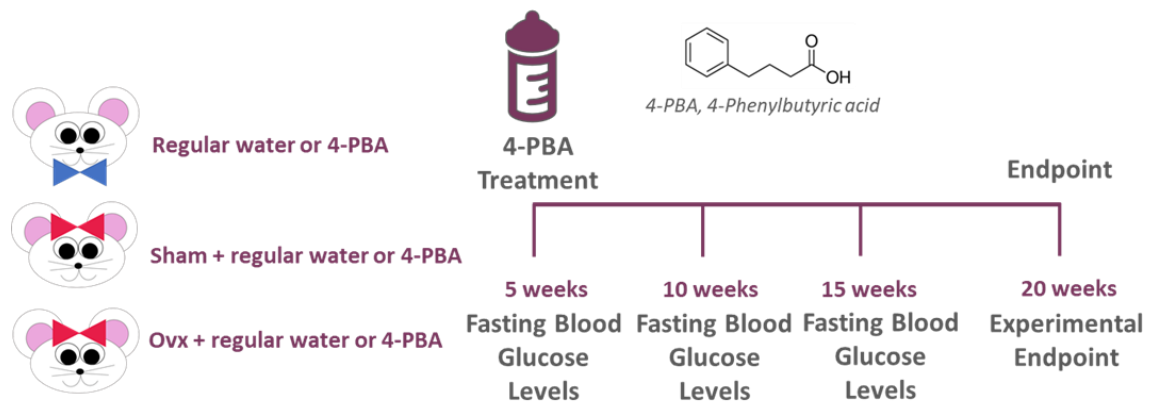 Regular water or 4-PBA
Sham + regular water or 4-PBA
Ovx + regular water or 4-PBA
4-PBA
Treatment
O
OH
4-PBA, 4-Phenylbutyric acid
Endpoint
5 weeks
Fasting Blood
Glucose
Levels
10 weeks
Fasting Blood
Glucose
Levels
15 weeks
Fasting Blood
Glucose
Levels
20 weeks
Experimental
Endpoint